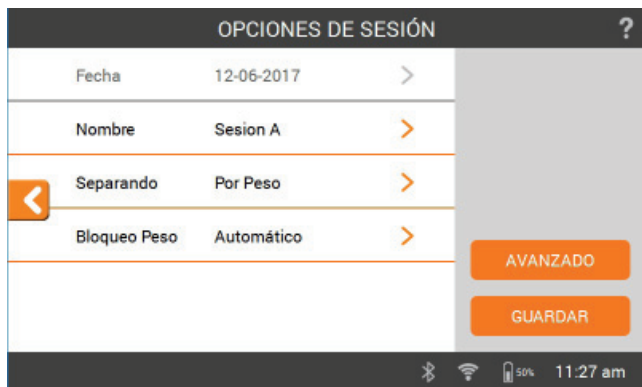 OPCIONES DE SESIÓN ?
Fecha 12-06-2017
Nombre Sesion A
Separando Por Peso
Bloqueo Peso Automático
AVANZADO
GUARDAR
50% 11:27 am